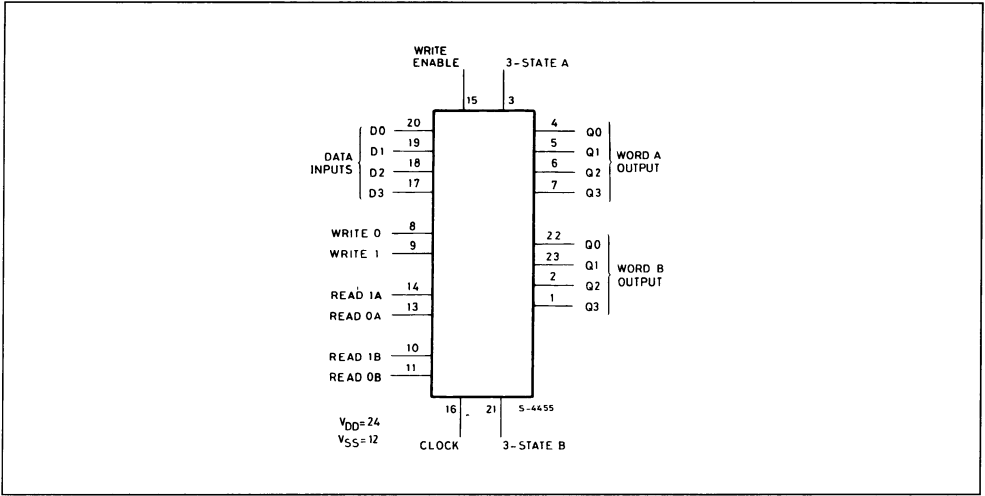 WRITE
ENABLE
3-STATE A
15
3
DATA
INPUTS
D0 20
D1 19
D2 18
D3 17
4 Q0
5 Q1
6 Q2
7 Q3
WORD A
OUTPUT
WRITE 0 8
WRITE 1 9
22 Q0
23 Q1
2 Q2
1 Q3
WORD B
OUTPUT
READ 1A 14
READ 0A 13
READ 1B 10
READ 0B 11
16
21
S-4455
VDD=24
VSS=12
CLOCK
3-STATE B